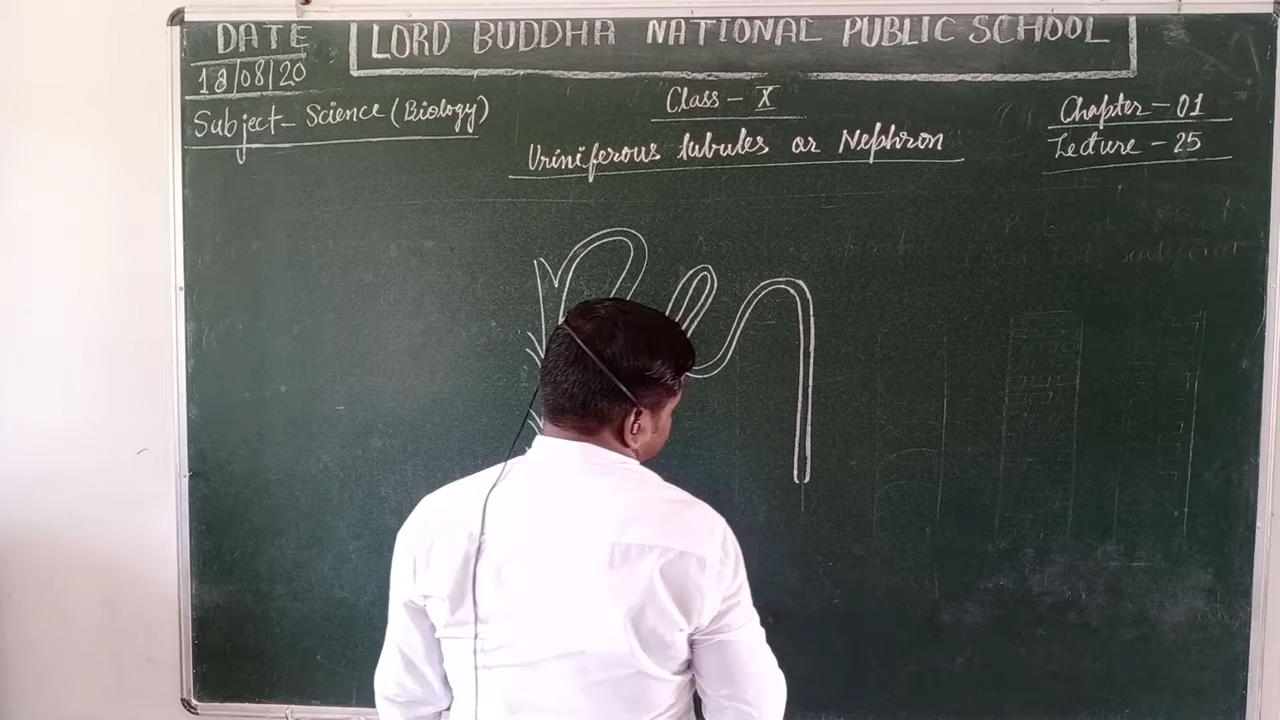 DATE
18/08/20
LORD BUDDHA NATIONAL PUBLIC SCHOOL
Subject - Science (Biology)
Class - X
Chapter - 01
Lecture - 25
Uriniferous tubules or Nephron